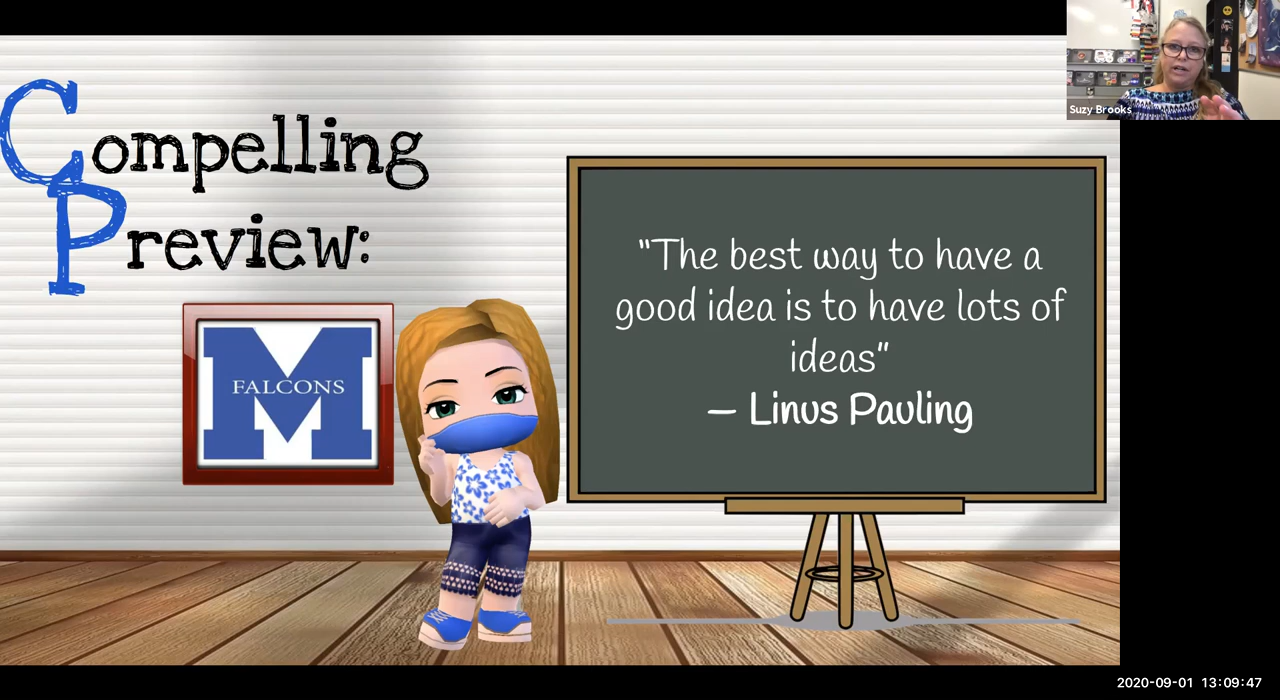 Compelling
Preview:
FALCONS
M
"The best way to have a
good idea is to have lots of
ideas"
— Linus Pauling
Suzy Brooks
2020-09-01 13:09:47